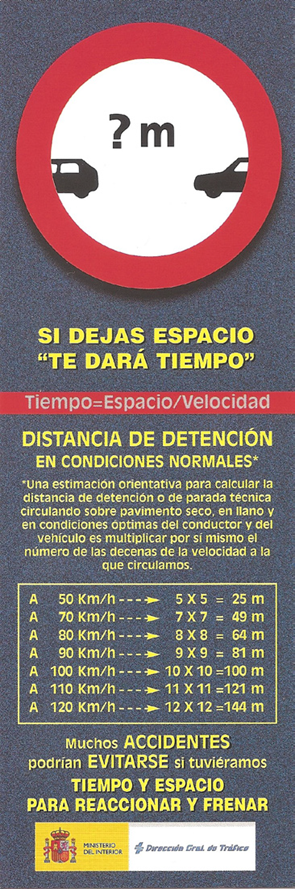 ? m
SI DEJAS ESPACIO
“TE DARÁ TIEMPO”
Tiempo=Espacio/Velocidad
DISTANCIA DE DETENCIÓN
EN CONDICIONES NORMALES*
*Una estimación orientativa para calcular la
distancia de detención o de parada técnica
circulando sobre pavimento seco, en llano y
en condiciones óptimas del conductor y del
vehículo es multiplicar por sí mismo el
número de las decenas de la velocidad a la
que circulamos.
A 50 Km/h ----► 5 X 5 = 25 m
A 70 Km/h ----► 7 X 7 = 49 m
A 80 Km/h ----► 8 X 8 = 64 m
A 90 Km/h ----► 9 X 9 = 81 m
A 100 Km/h ----► 10 X 10 =100 m
A 110 Km/h ----► 11 X 11 =121 m
A 120 Km/h ----► 12 X 12 =144 m
Muchos ACCIDENTES
podrían EVITARSE si tuviéramos
TIEMPO Y ESPACIO
PARA REACCIONAR Y FRENAR
MINISTERIO
DEL INTERIOR
Dirección Gral. de Tráfico